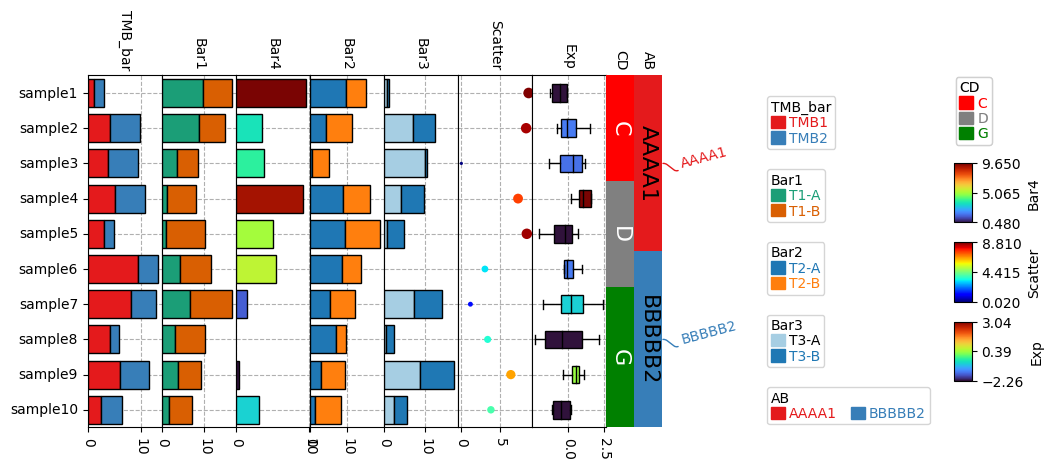 TMB_bar Bar1 Bar4 Bar2 Bar3 Scatter Exp CD AB
sample1
sample2
sample3
sample4
sample5
sample6
sample7
sample8
sample9
sample10
0 10 0 10 0 10 0 10 0 10 0 5 0.0 2.5
C
D
G
AAAA1
BBBBB2
AAAA1
BBBBB2
TMB_bar
TMB1
TMB2
Bar1
T1-A
T1-B
Bar2
T2-A
T2-B
Bar3
T3-A
T3-B
AB
AAAA1 BBBBB2
CD
C
D
G
9.650
5.065
0.480
Bar4
8.810
4.415
0.020
Scatter
3.04
0.39
−2.26
Exp